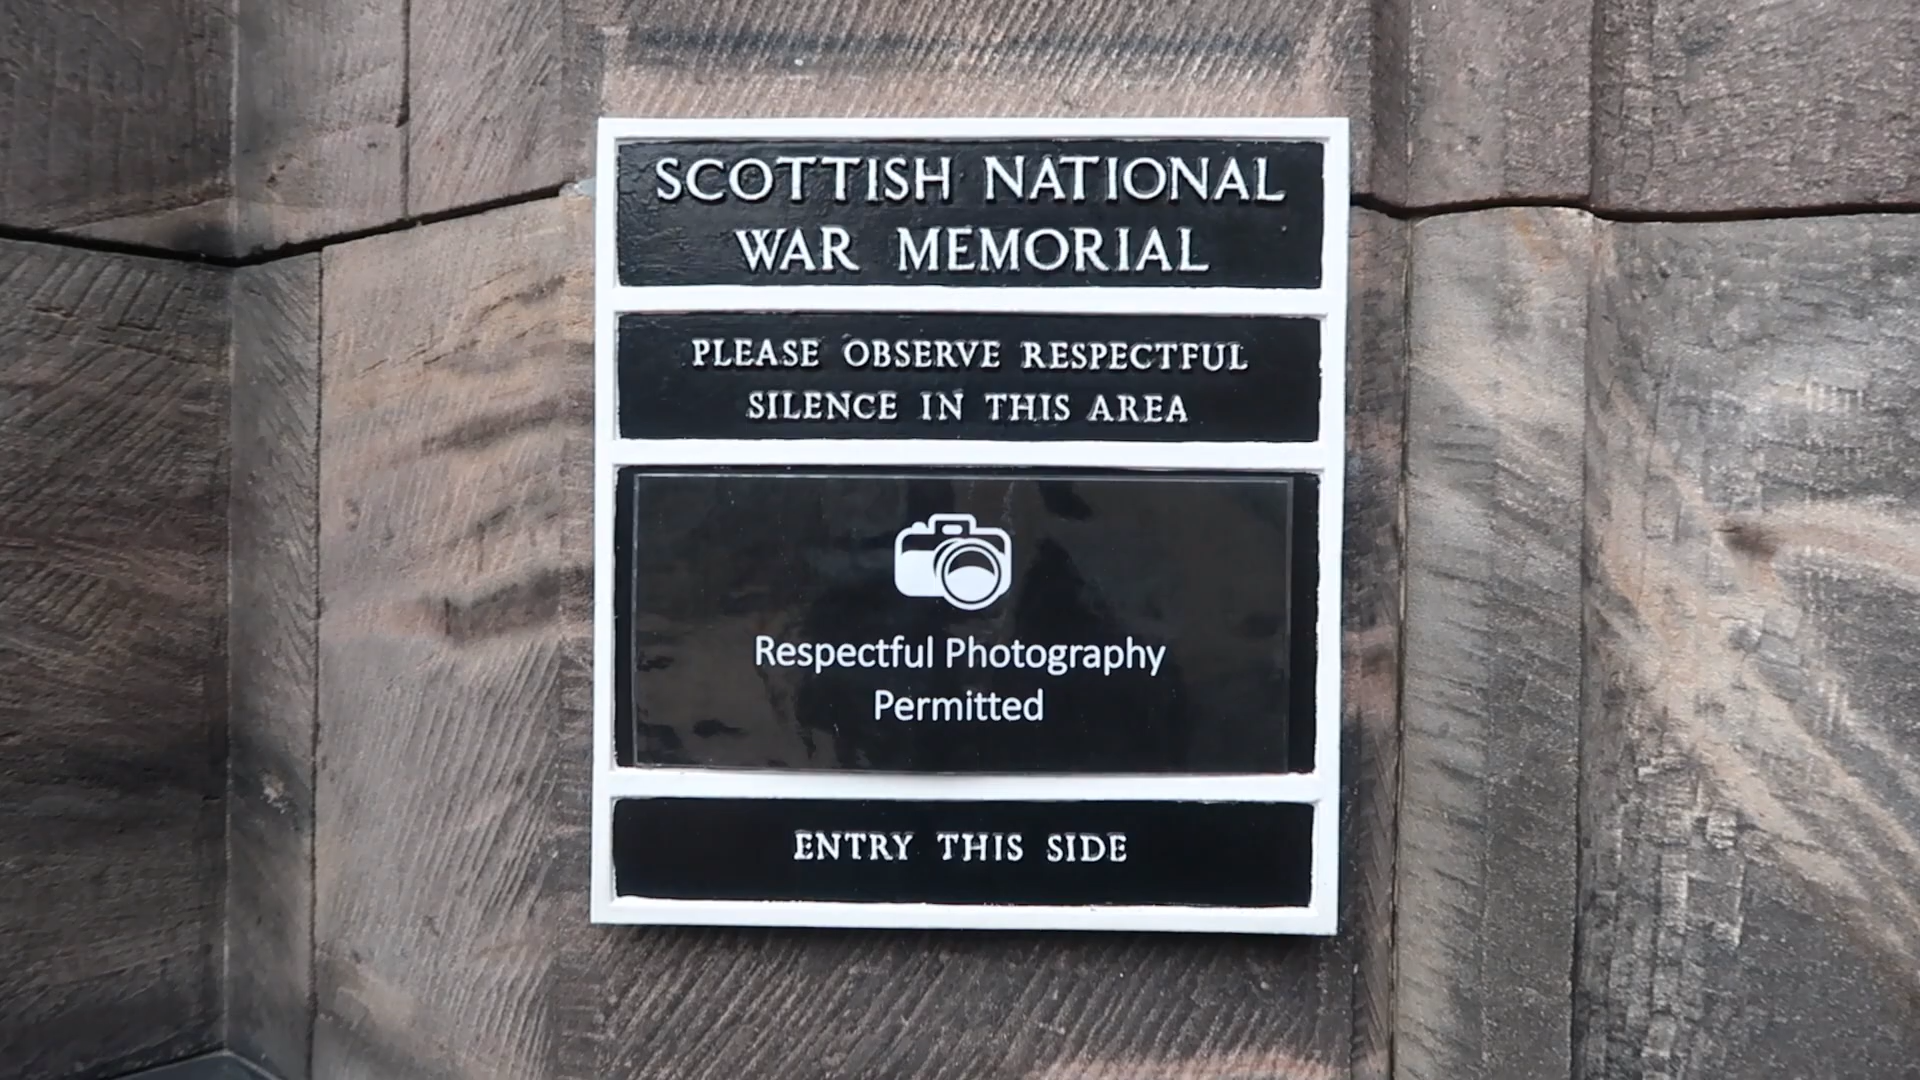 SCOTTISH NATIONAL
WAR MEMORIAL
PLEASE OBSERVE RESPECTFUL
SILENCE IN THIS AREA
Respectful Photography
Permitted
ENTRY THIS SIDE